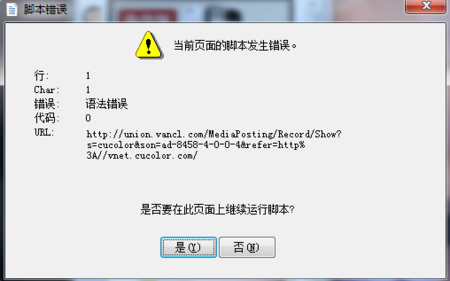 脚本错误
当前页面的脚本发生错误。
行: 1
Char: 1
错误: 语法错误
代码: 0
URL: http://union.vancl.com/MediaPosting/Record/Show?
s=cucolor&son=ad-8458-4-0-0-4&refer=http%
3A//vnet.cucolor.com/
是否要在此页面上继续运行脚本?
是(Y) 否(N)